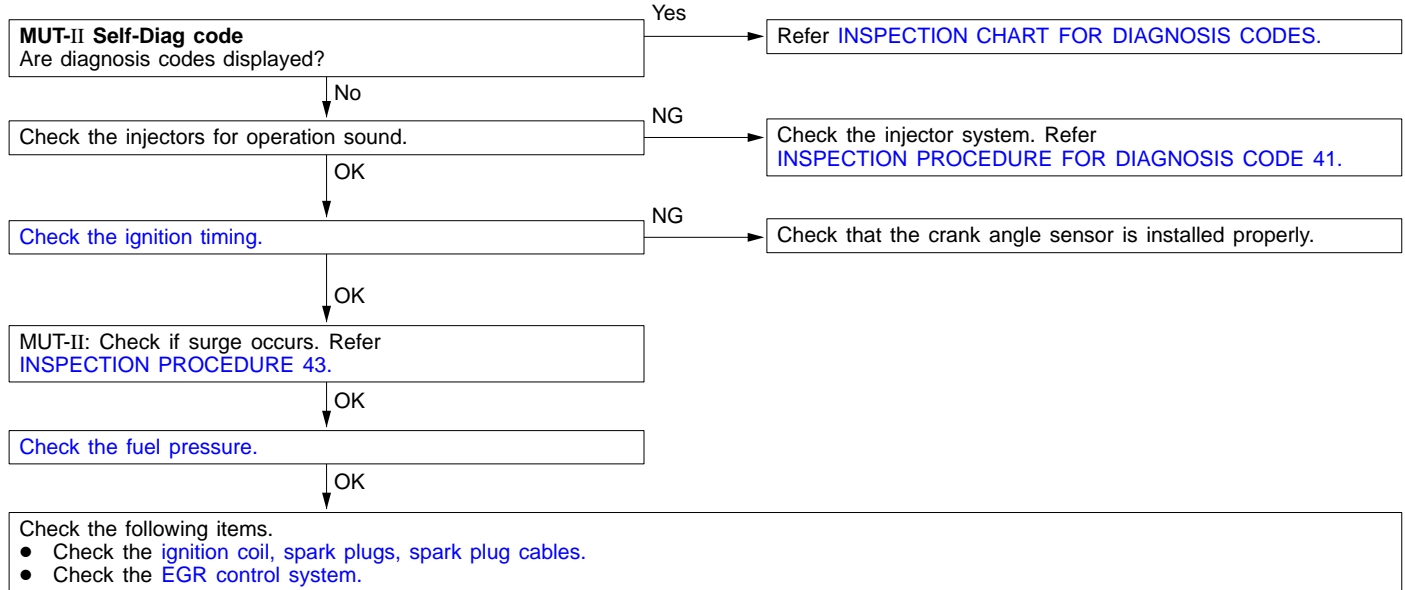 Yes
MUT-II Self-Diag code
Are diagnosis codes displayed?
Refer INSPECTION CHART FOR DIAGNOSIS CODES.
No
NG
Check the injectors for operation sound.
Check the injector system. Refer
INSPECTION PROCEDURE FOR DIAGNOSIS CODE 41.
OK
NG
Check the ignition timing.
Check that the crank angle sensor is installed properly.
OK
MUT-II: Check if surge occurs. Refer
INSPECTION PROCEDURE 43.
OK
Check the fuel pressure.
OK
Check the following items.
● Check the ignition coil, spark plugs, spark plug cables.
● Check the EGR control system.